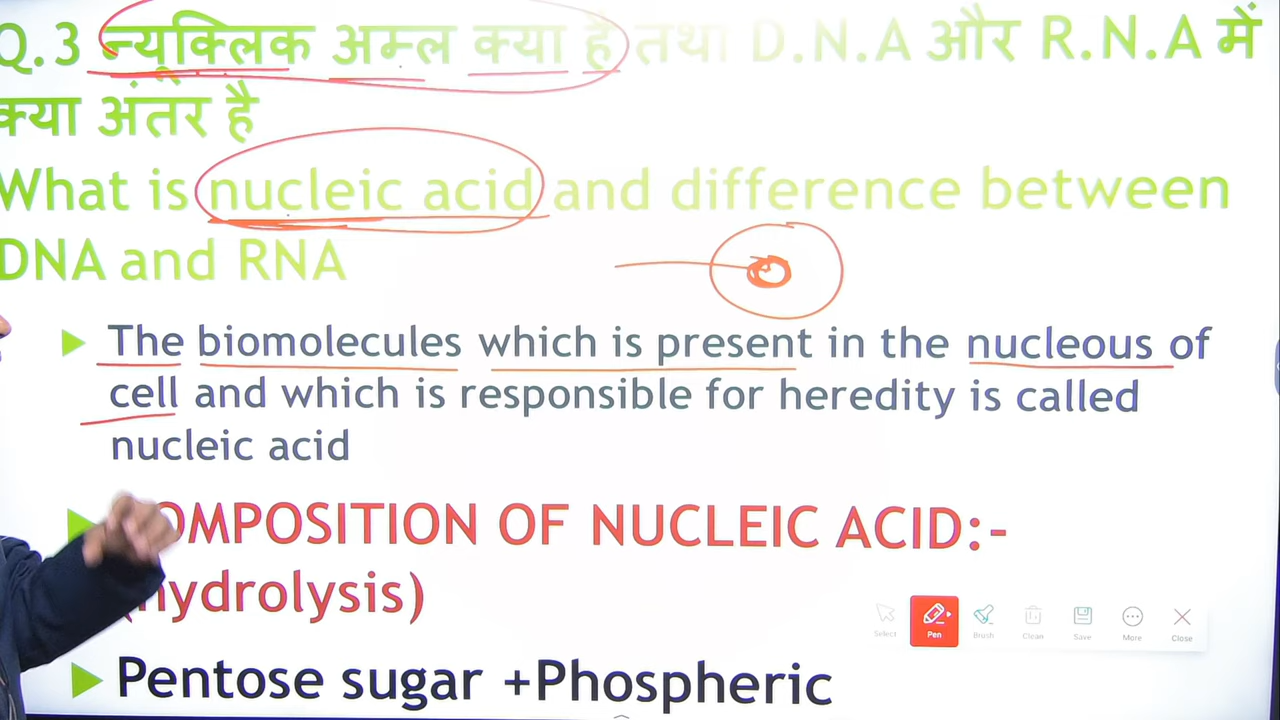 Q.3 न्यूक्लिक अम्ल क्या है तथा D.N.A और R.N.A में
क्या अंतर है
What is nucleic acid and difference between
DNA and RNA
The biomolecules which is present in the nucleous of
cell and which is responsible for heredity is called
nucleic acid
OMPOSITION OF NUCLEIC ACID:-
(hydrolysis)
Pentose sugar +Phospheric
Select Pen Brush Clean Save More Close